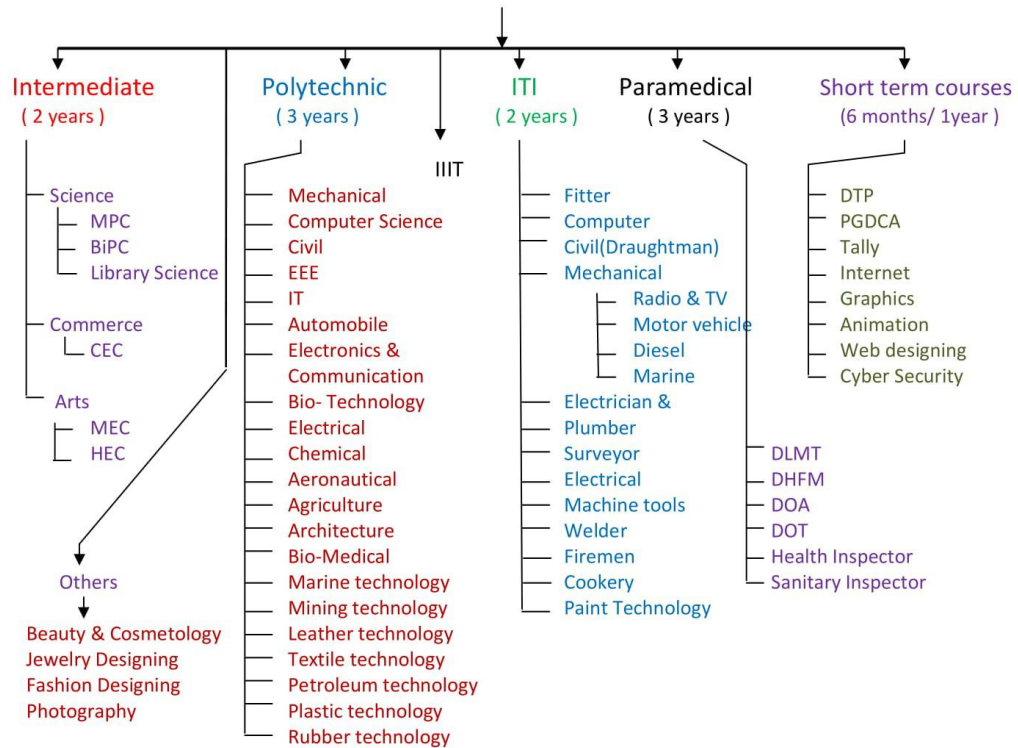 Intermediate
( 2 years )
Science
MPC
BiPC
Library Science
Commerce
CEC
Arts
MEC
HEC
Others
Beauty & Cosmetology
Jewelry Designing
Fashion Designing
Photography
Polytechnic
( 3 years )
Mechanical
Computer Science
Civil
EEE
IT
Automobile
Electronics &
Communication
Bio- Technology
Electrical
Chemical
Aeronautical
Agriculture
Architecture
Bio-Medical
Marine technology
Mining technology
Leather technology
Textile technology
Petroleum technology
Plastic technology
Rubber technology
IIIT
ITI
( 2 years )
Fitter
Computer
Civil(Draughtman)
Mechanical
Radio & TV
Motor vehicle
Diesel
Marine
Electrician &
Plumber
Surveyor
Electrical
Machine tools
Welder
Firemen
Cookery
Paint Technology
Paramedical
( 3 years )
DLMT
DHFM
DOA
DOT
Health Inspector
Sanitary Inspector
Short term courses
(6 months/ 1year )
DTP
PGDCA
Tally
Internet
Graphics
Animation
Web designing
Cyber Security